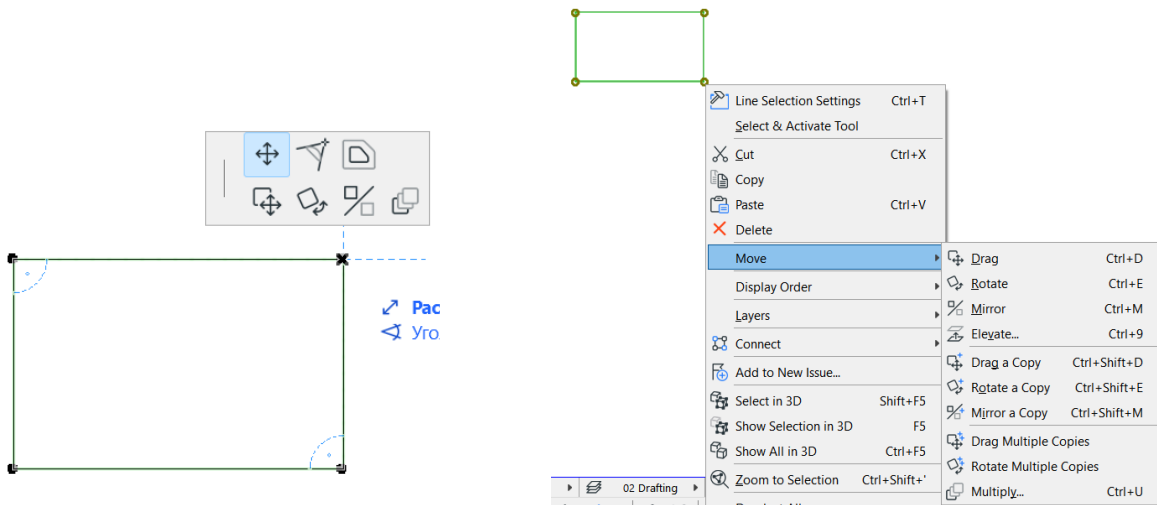 Рас
Уго
Line Selection Settings Ctrl+T
Select & Activate Tool
Cut Ctrl+X
Copy
Paste Ctrl+V
Delete
Move
Display Order
Layers
Connect
Add to New Issue...
Select in 3D Shift+F5
Show Selection in 3D F5
Show All in 3D Ctrl+F5
Zoom to Selection Ctrl+Shift+'
Drag Ctrl+D
Rotate Ctrl+E
Mirror Ctrl+M
Elevate... Ctrl+9
Drag a Copy Ctrl+Shift+D
Rotate a Copy Ctrl+Shift+E
Mirror a Copy Ctrl+Shift+M
Drag Multiple Copies
Rotate Multiple Copies
Multiply... Ctrl+U
02 Drafting